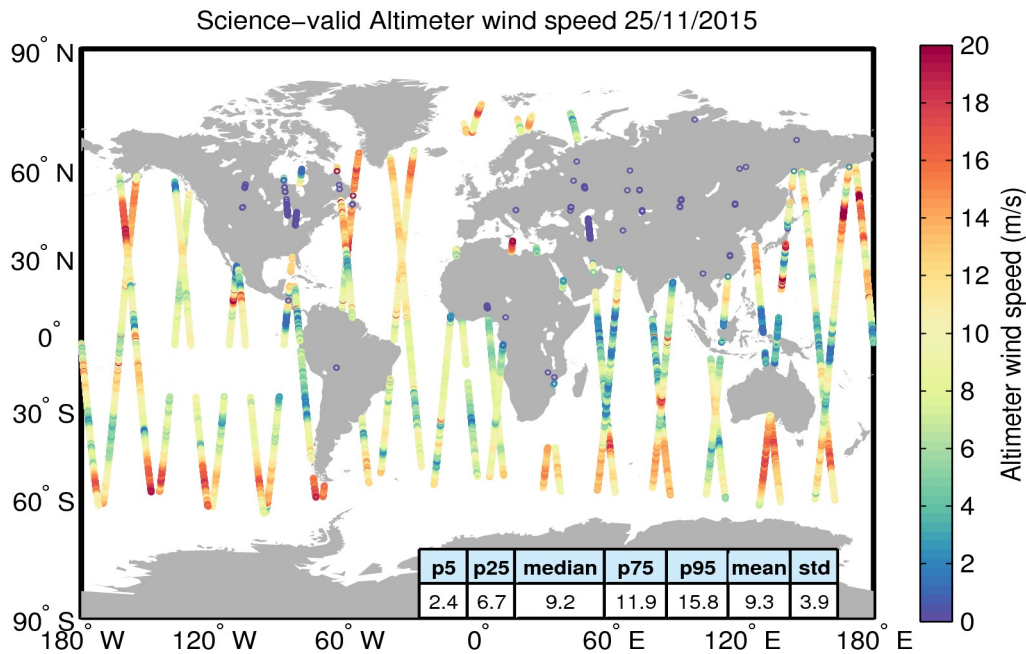 Science−valid Altimeter wind speed 25/11/2015
90° N
60° N
30° N
0°
30° S
60° S
90° S
180° W
120° W
60° W
0°
60° E
120° E
180° E
p5 p25 median p75 p95 mean std
2.4 6.7 9.2 11.9 15.8 9.3 3.9
20
18
16
14
12
10
8
6
4
2
0
Altimeter wind speed (m/s)